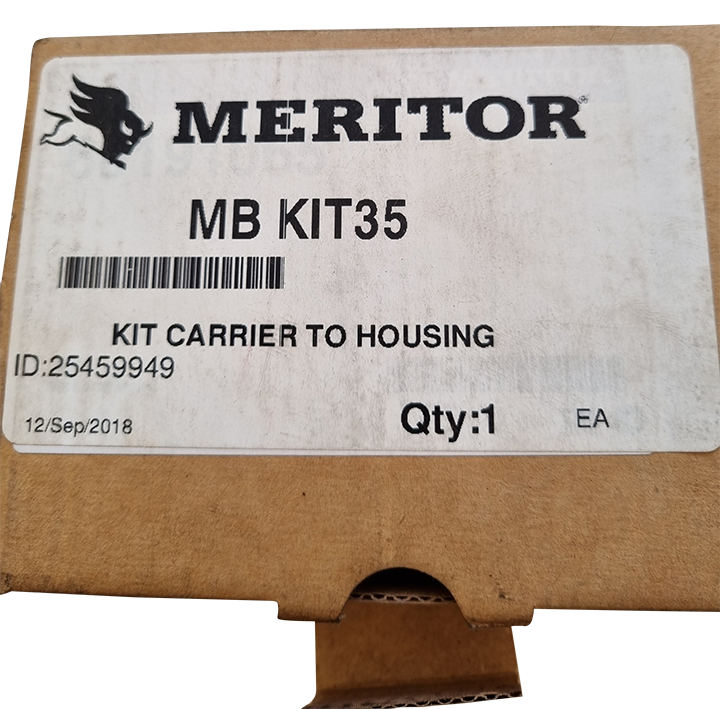 MERITOR
MB KIT35
KIT CARRIER TO HOUSING
ID:25459949
12/Sep/2018
Qty:1 EA